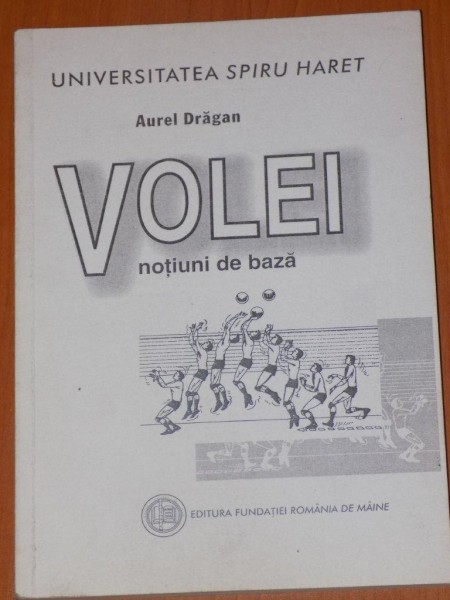 UNIVERSITATEA SPIRU HARET
Aurel Drăgan
VOLEI
noțiuni de bază
EDITURA FUNDAȚIEI ROMÂNIA DE MÂINE